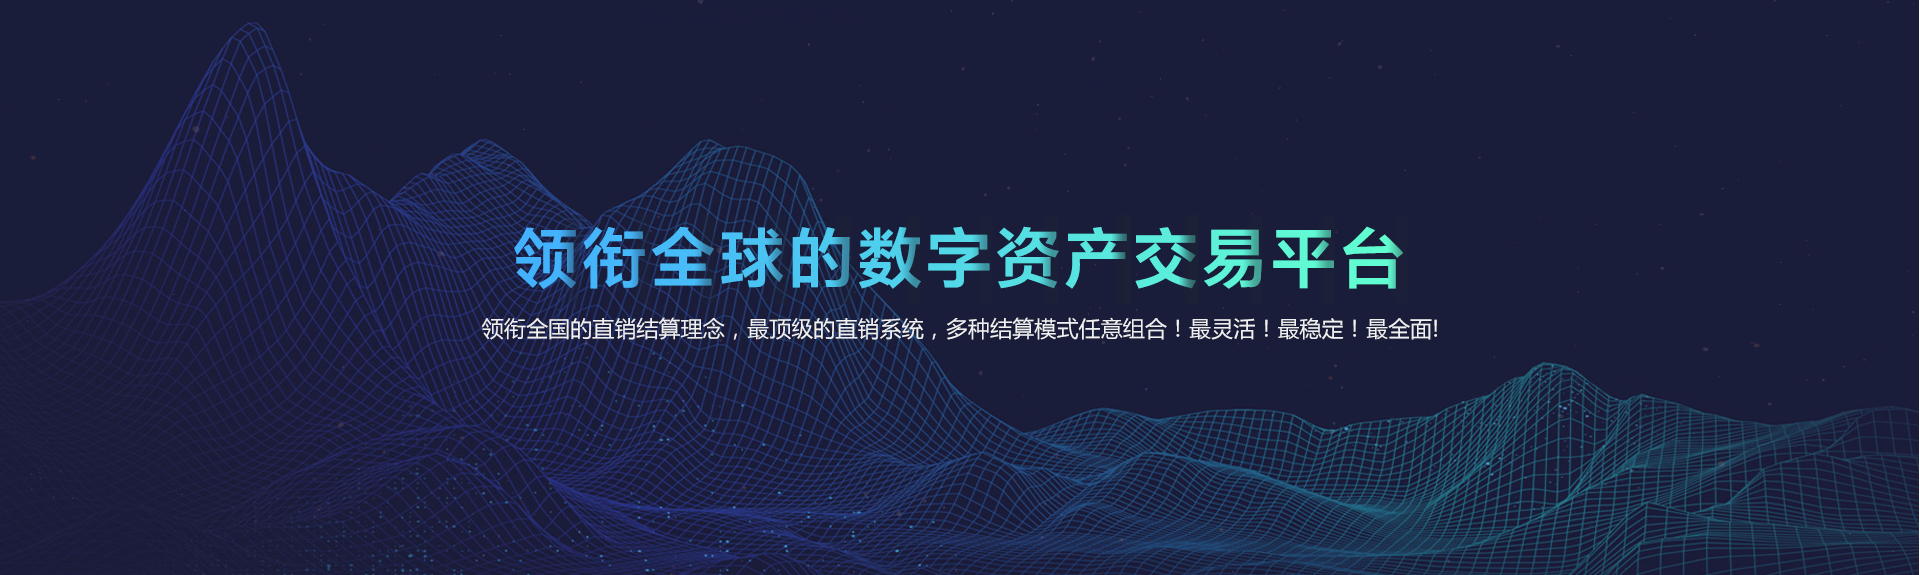 领衔全球的数字资产交易平台
领衔全国的直销结算理念，最顶级的直销系统，多种结算模式任意组合！最灵活！最稳定！最全面!